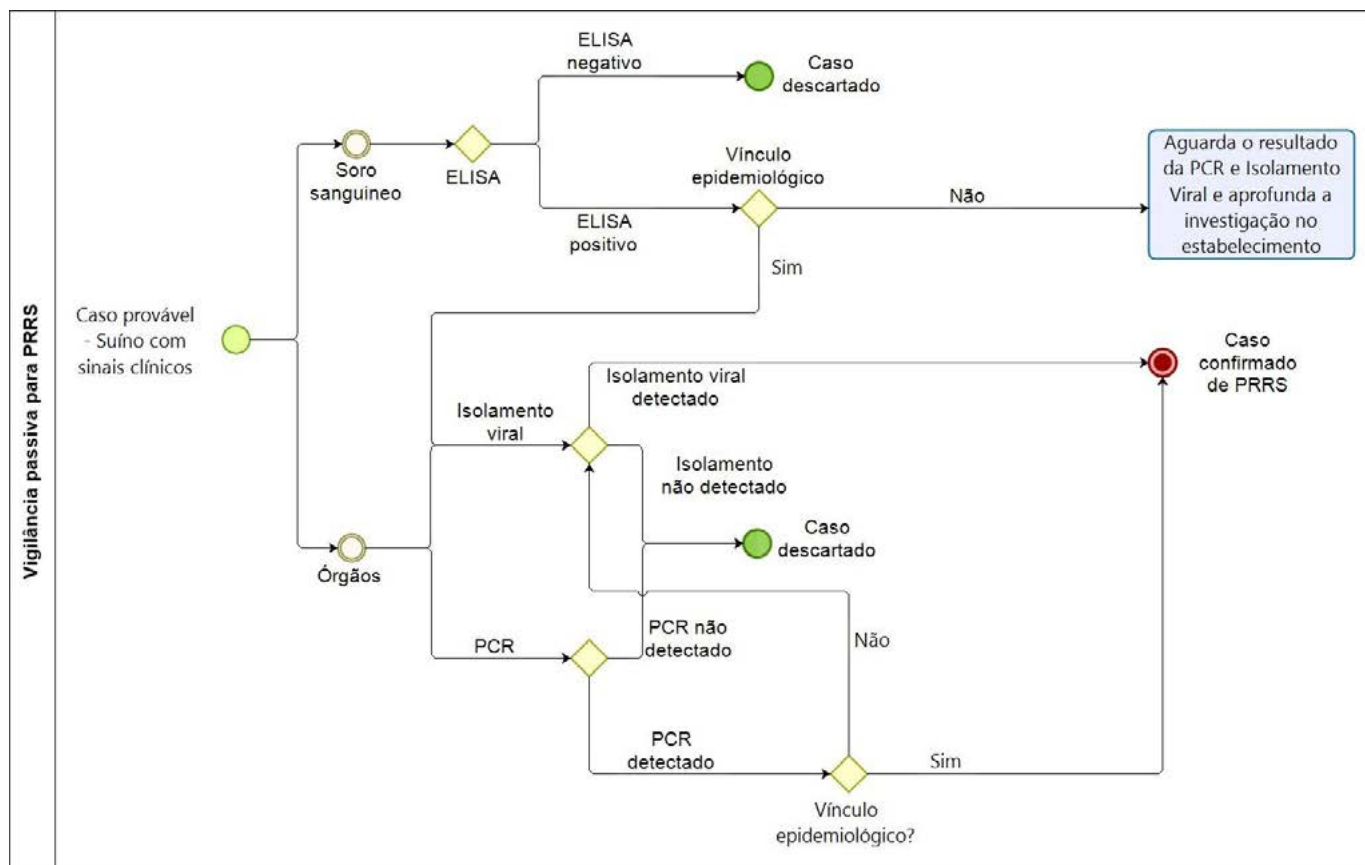 Vigilância passiva para PRRS
ELISA
negativo
Caso
descartado
Soro
sanguineo
ELISA
Vínculo
epidemiológico
Não
Aguarda o resultado
da PCR e Isolamento
Viral e aprofunda a
investigação no
estabelecimento
ELISA
positivo
Sim
Caso provável
- Suíno com
sinais clínicos
Caso
confirmado
de PRRS
Isolamento viral
detectado
Isolamento
viral
Isolamento
não detectado
Caso
descartado
Órgãos
PCR
PCR não
detectado
Não
PCR
detectado
Sim
Vínculo
epidemiológico?